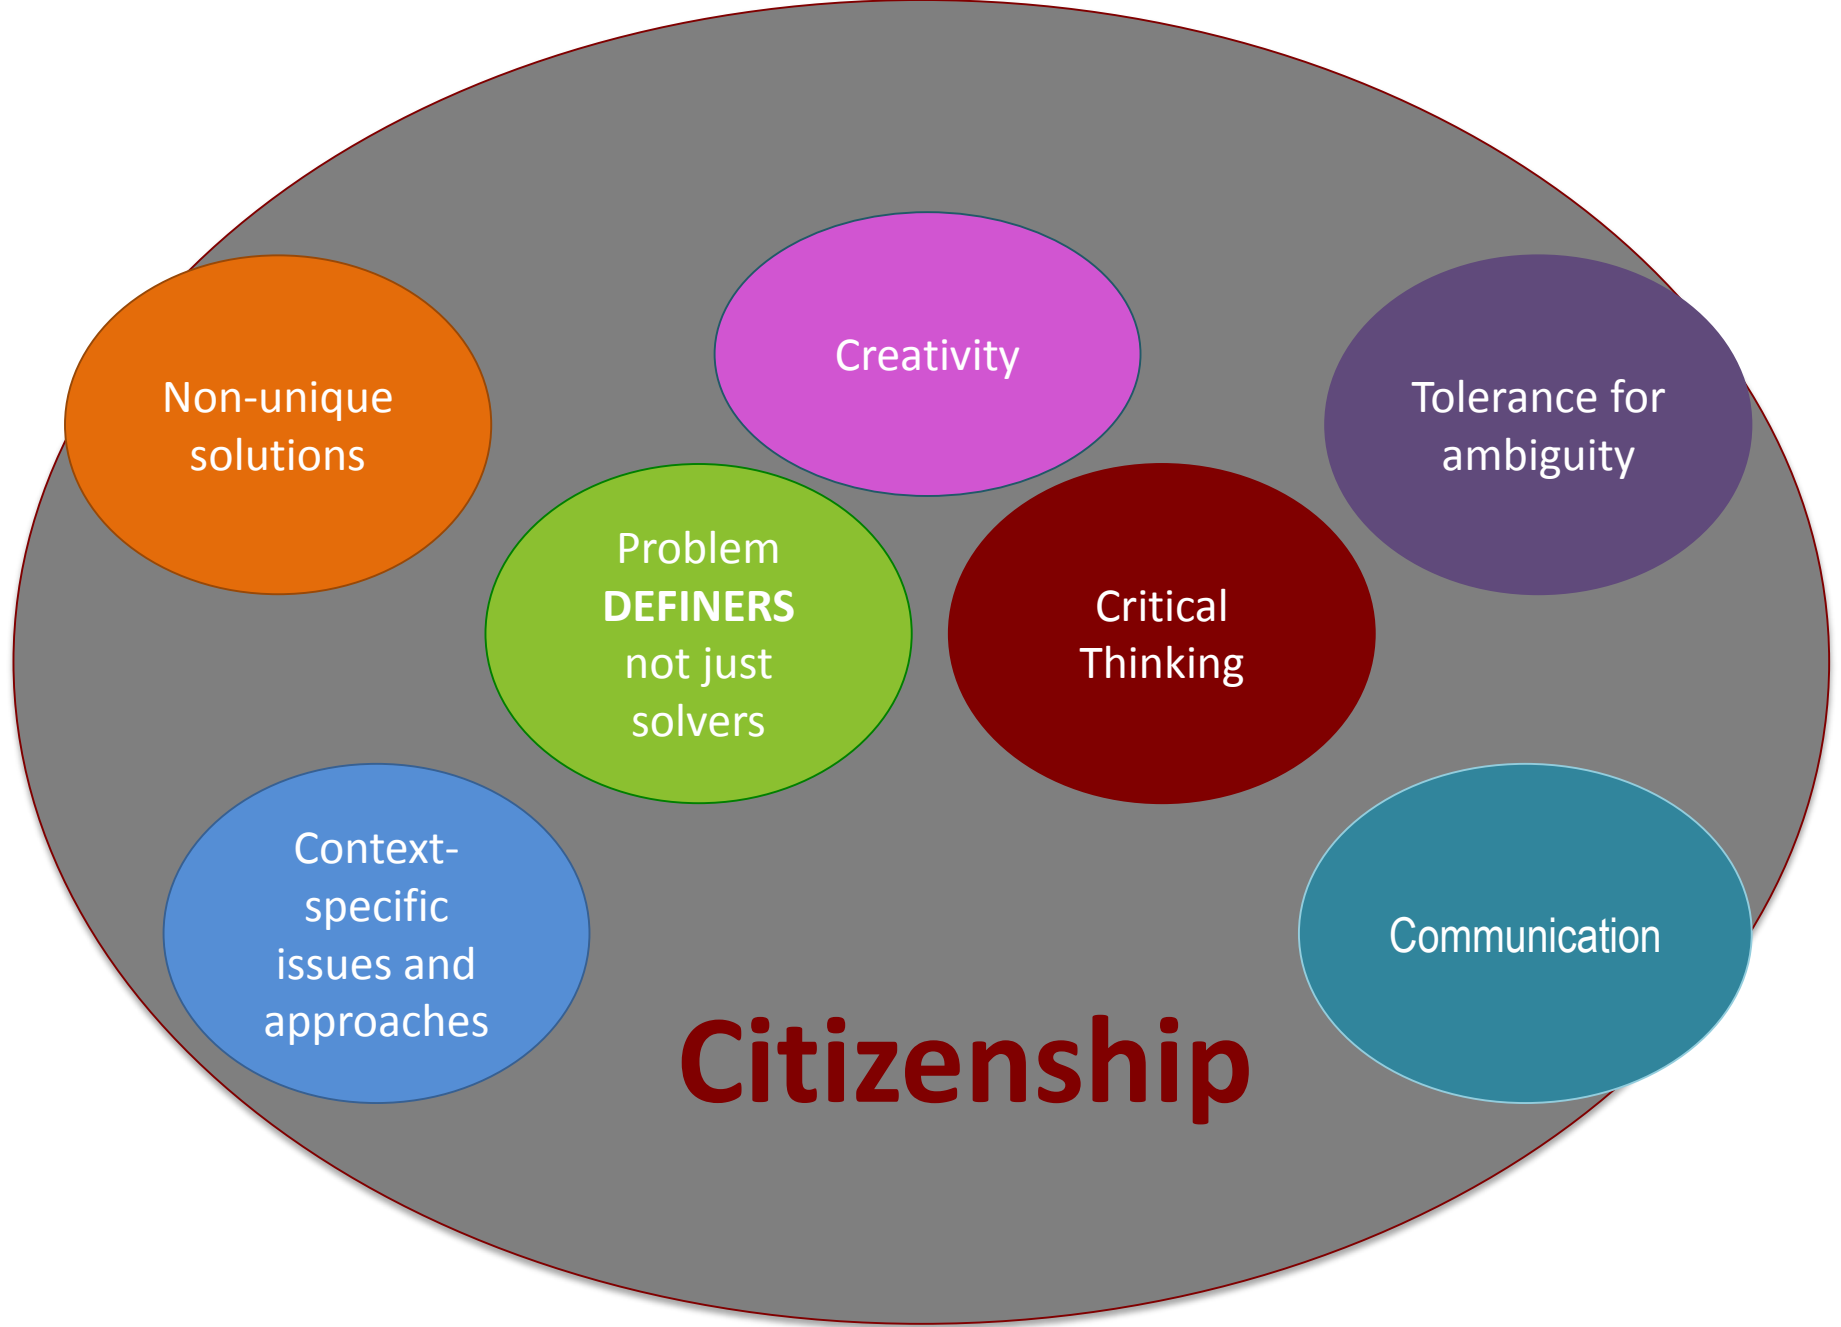 Creativity
Non-unique
solutions
Tolerance for
ambiguity
Problem
DEFINERS
not just
solvers
Critical
Thinking
Context-
specific
issues and
approaches
Communication
Citizenship